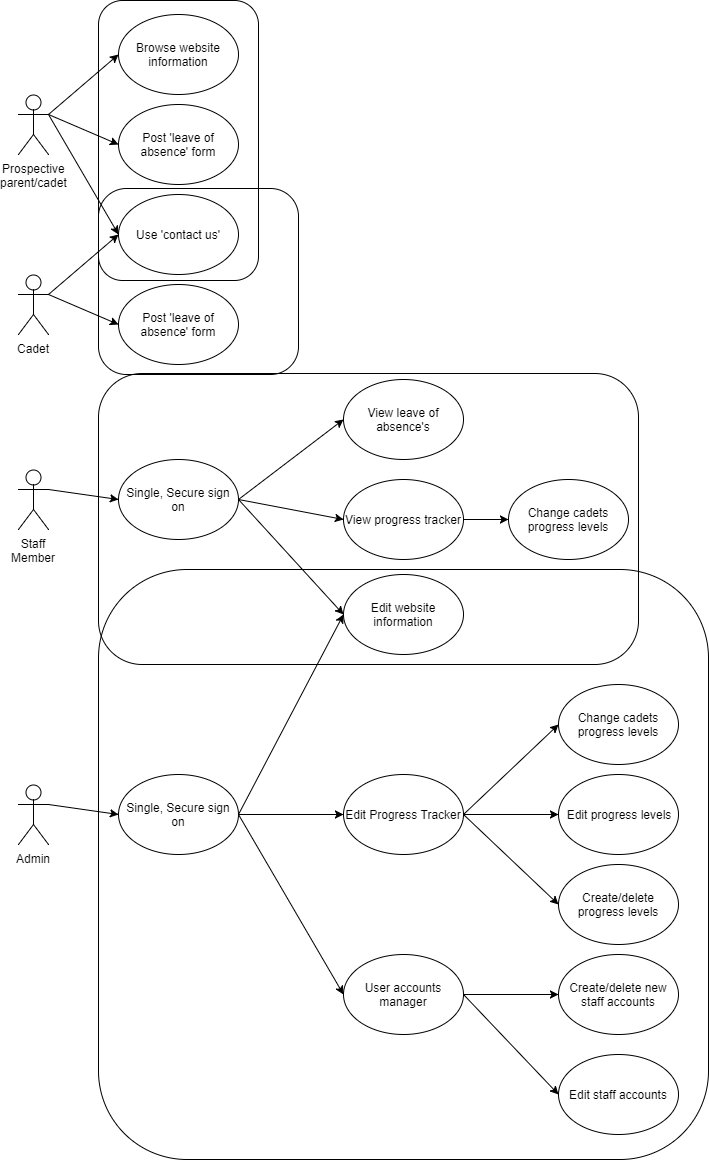 Browse website
information
Post 'leave of
absence' form
Prospective
parent/cadet
Use 'contact us'
Post 'leave of
absence' form
Cadet
View leave of
absence's
Single, Secure sign
on
View progress tracker
Change cadets
progress levels
Staff
Member
Edit website
information
Change cadets
progress levels
Single, Secure sign
on
Edit Progress Tracker
Edit progress levels
Admin
Create/delete
progress levels
User accounts
manager
Create/delete new
staff accounts
Edit staff accounts